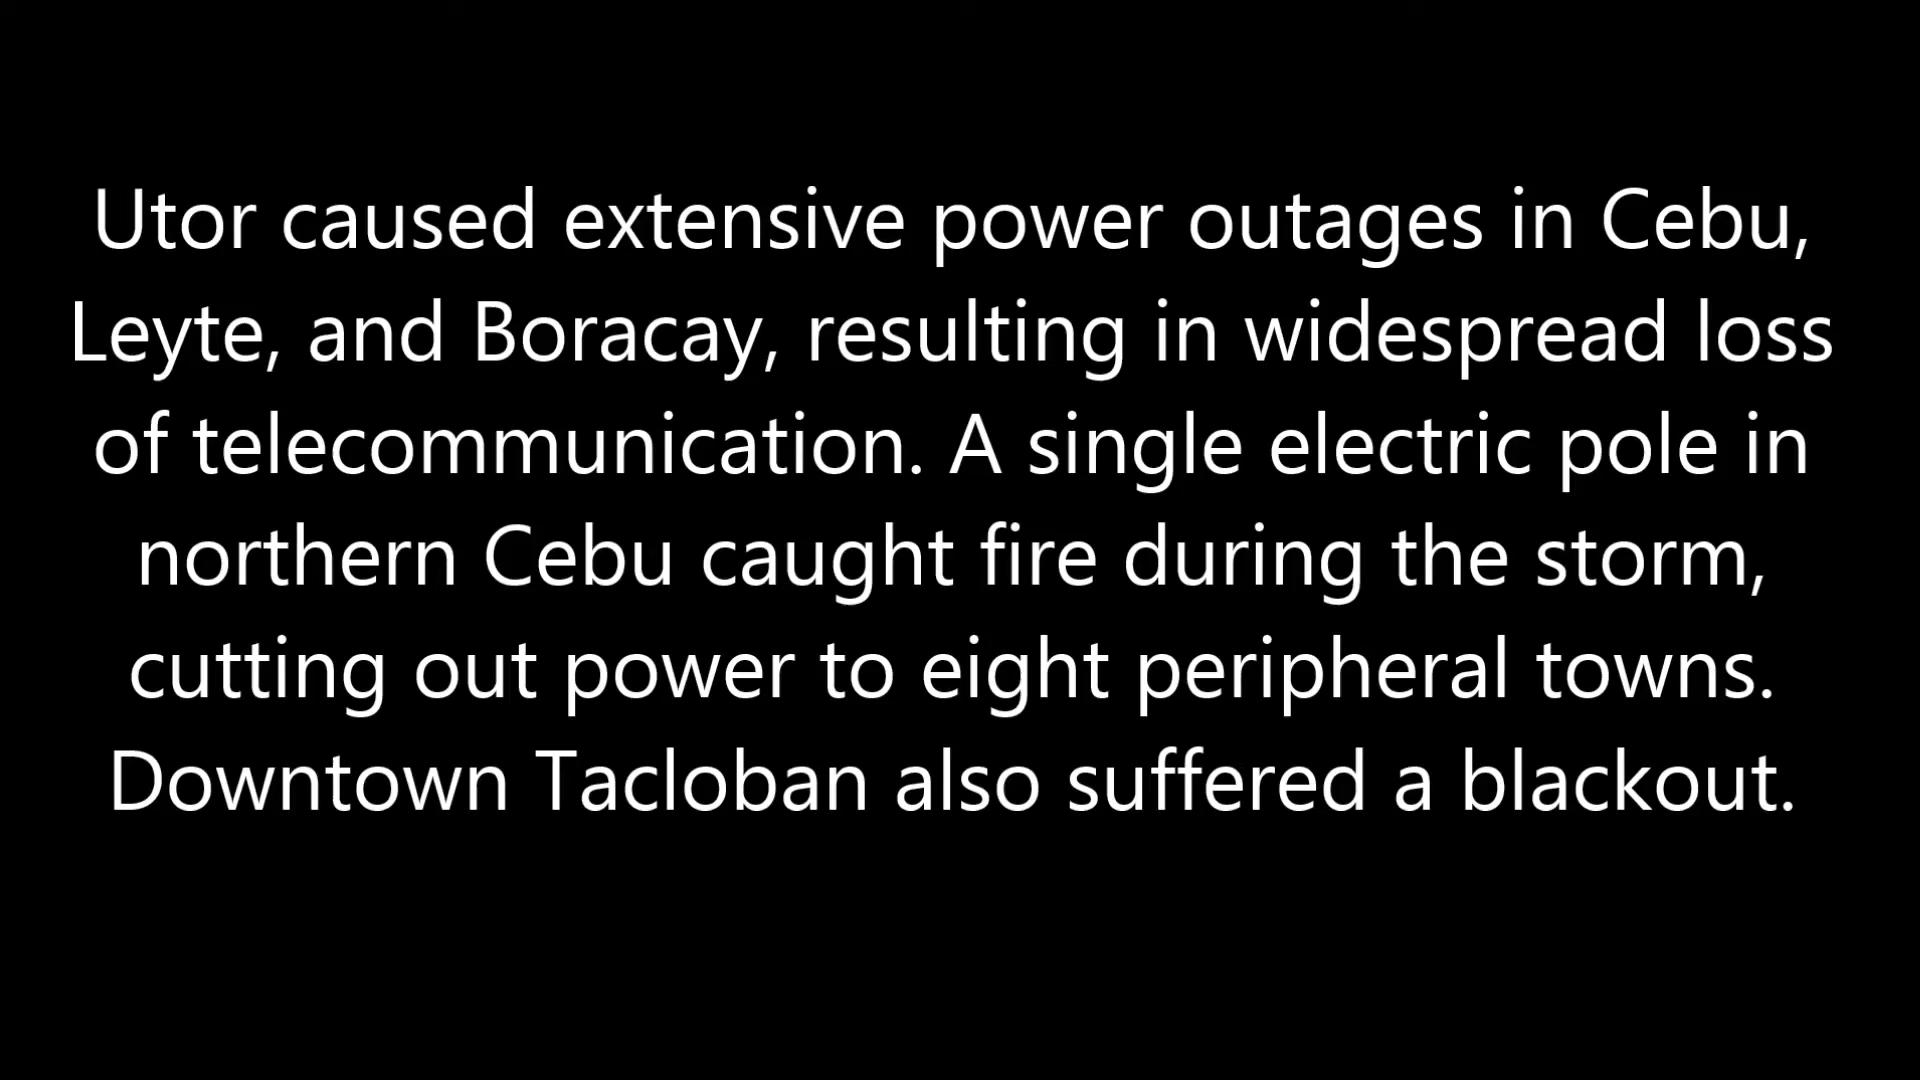 Utor caused extensive power outages in Cebu,
Leyte, and Boracay, resulting in widespread loss
of telecommunication. A single electric pole in
northern Cebu caught fire during the storm,
cutting out power to eight peripheral towns.
Downtown Tacloban also suffered a blackout.